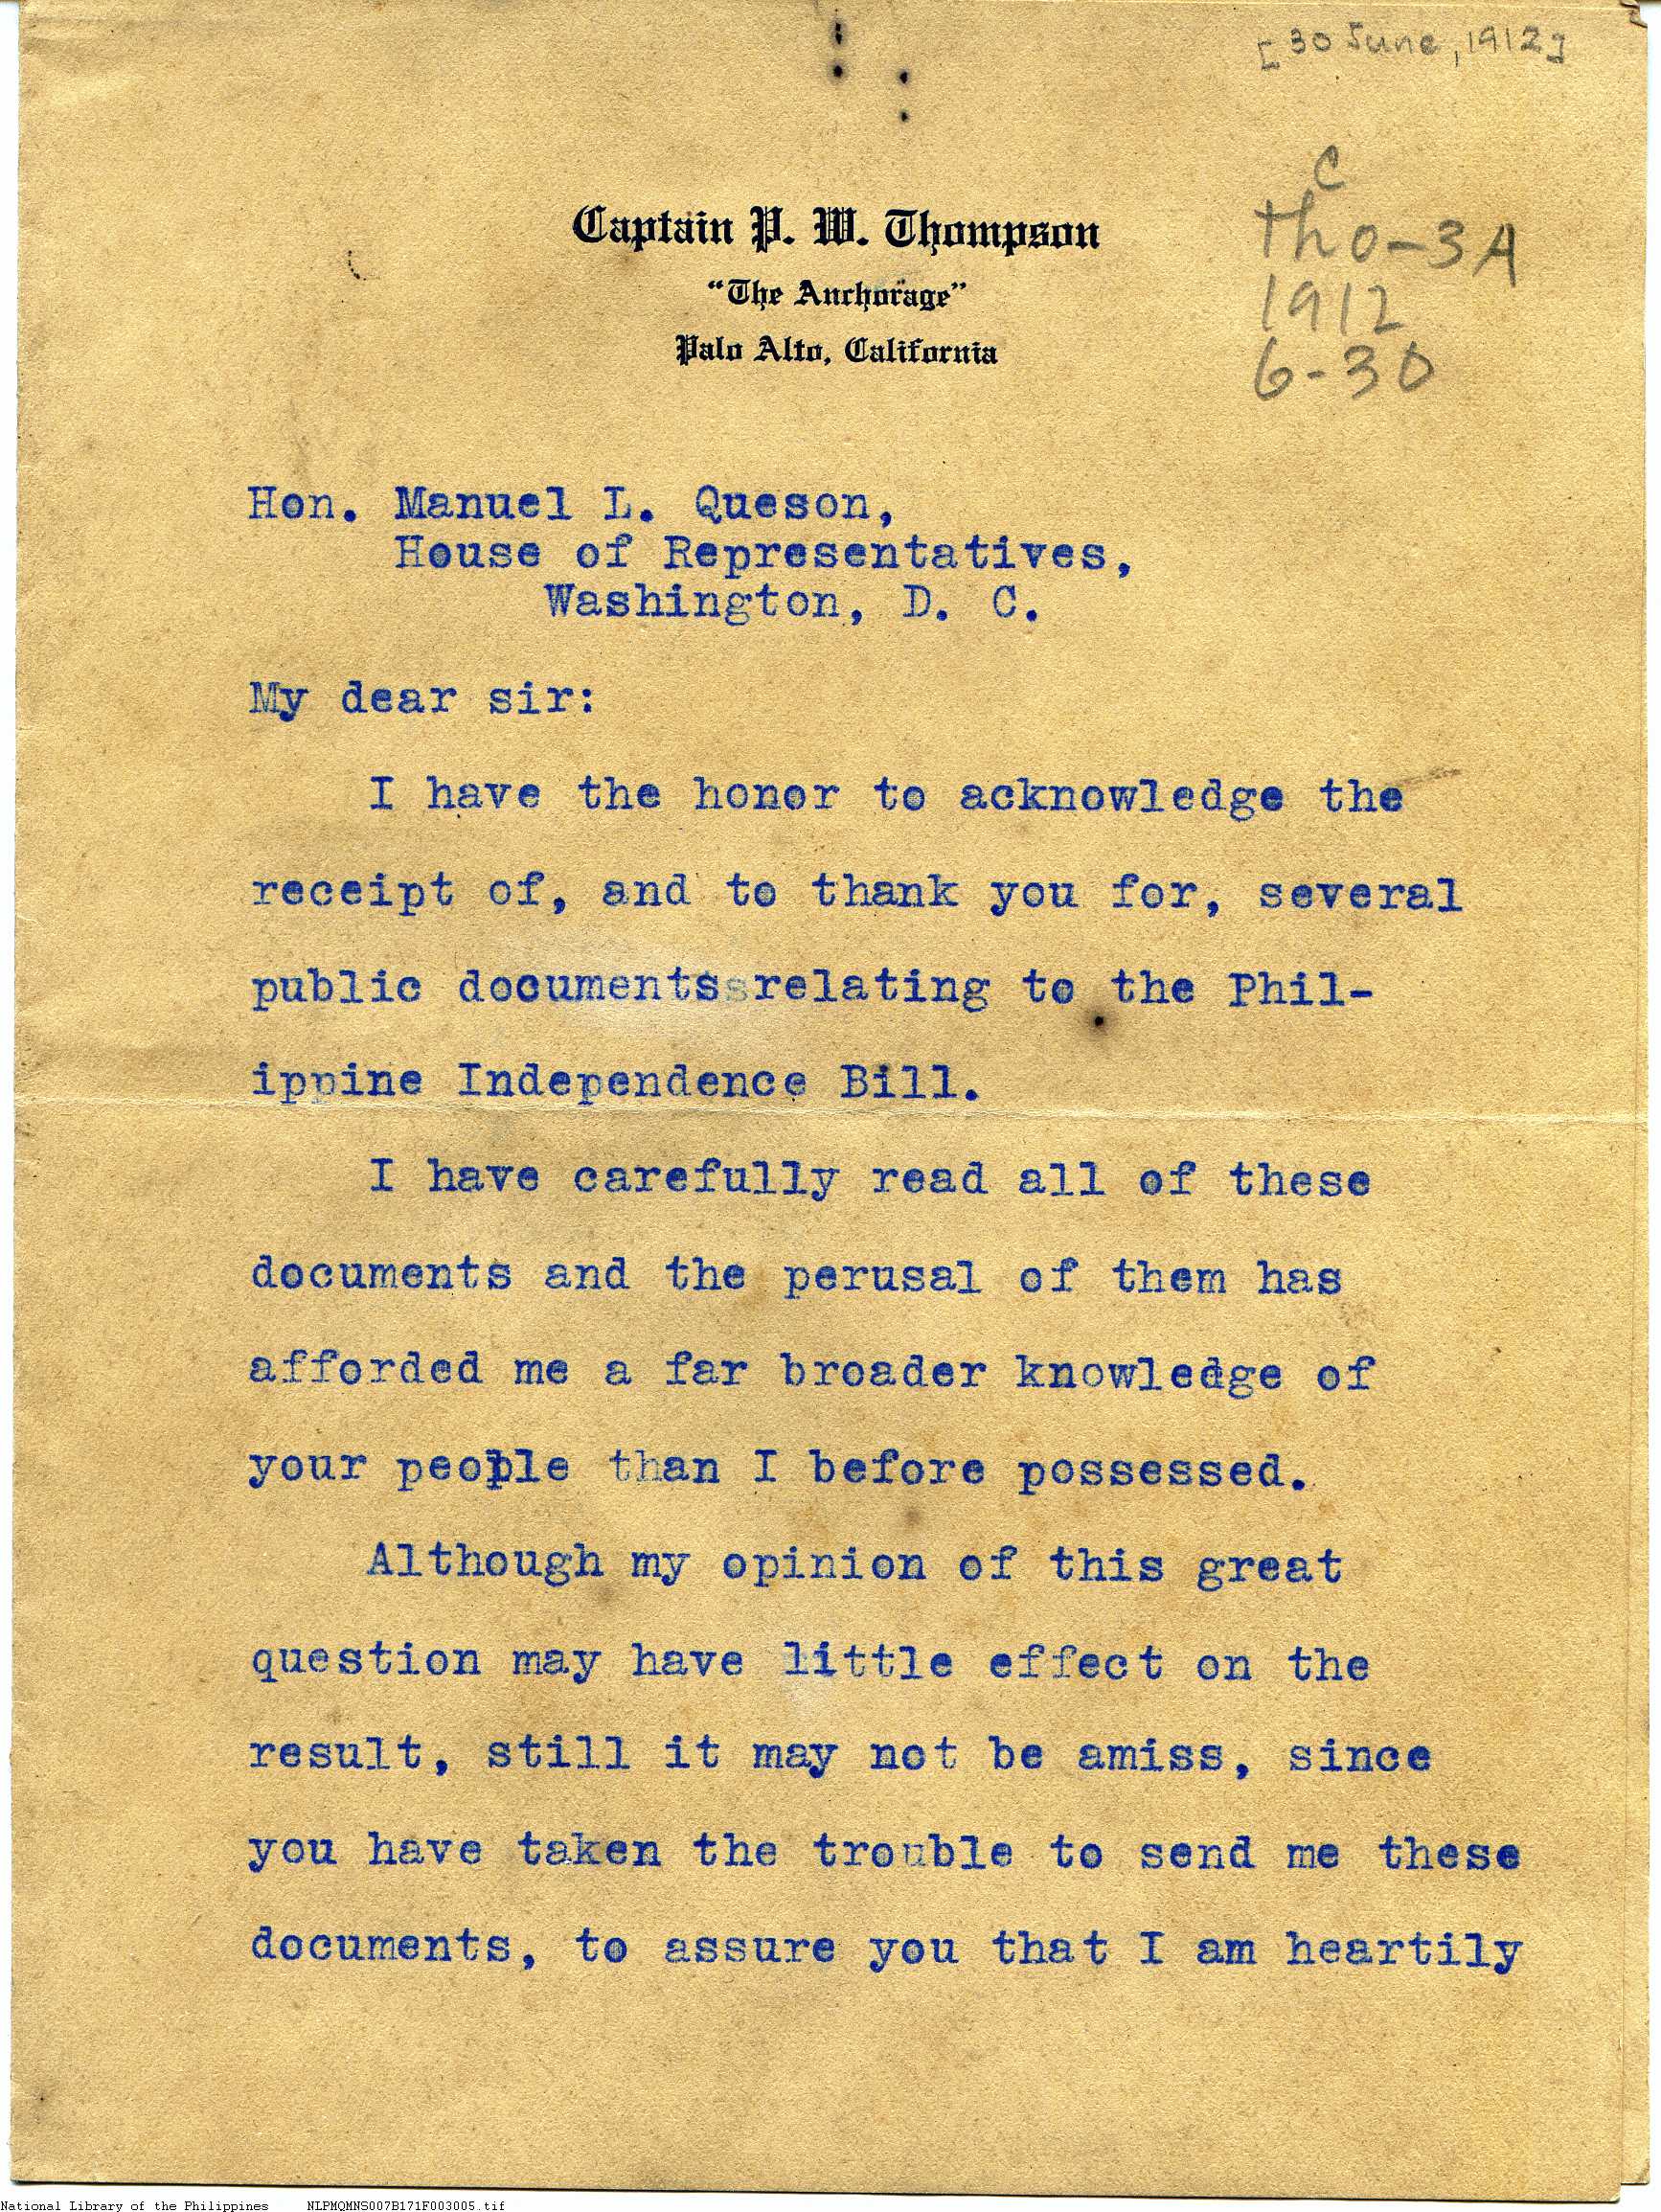 [30 June, 1912]
C
Tho-3A
1912
6-30
Captain P. W. Thompson
"The Anchorage"
Palo Alto, California
Hon. Manuel L. Queson,
House of Representatives,
Washington, D. C.
My dear sir:
I have the honor to acknowledge the
receipt of, and to thank you for, several
public documentssrelating to the Phil-
ippine Independence Bill.
I have carefully read all of these
documents and the perusal of them has
afforded me a far broader knowledge of
your people than I before possessed.
Although my opinion of this great
question may have little effect on the
result, still it may not be amiss, since
you have taken the trouble to send me these
documents, to assure you that I am heartily
National Library of the Philippines NLPMQMNS007B171F003005.tif